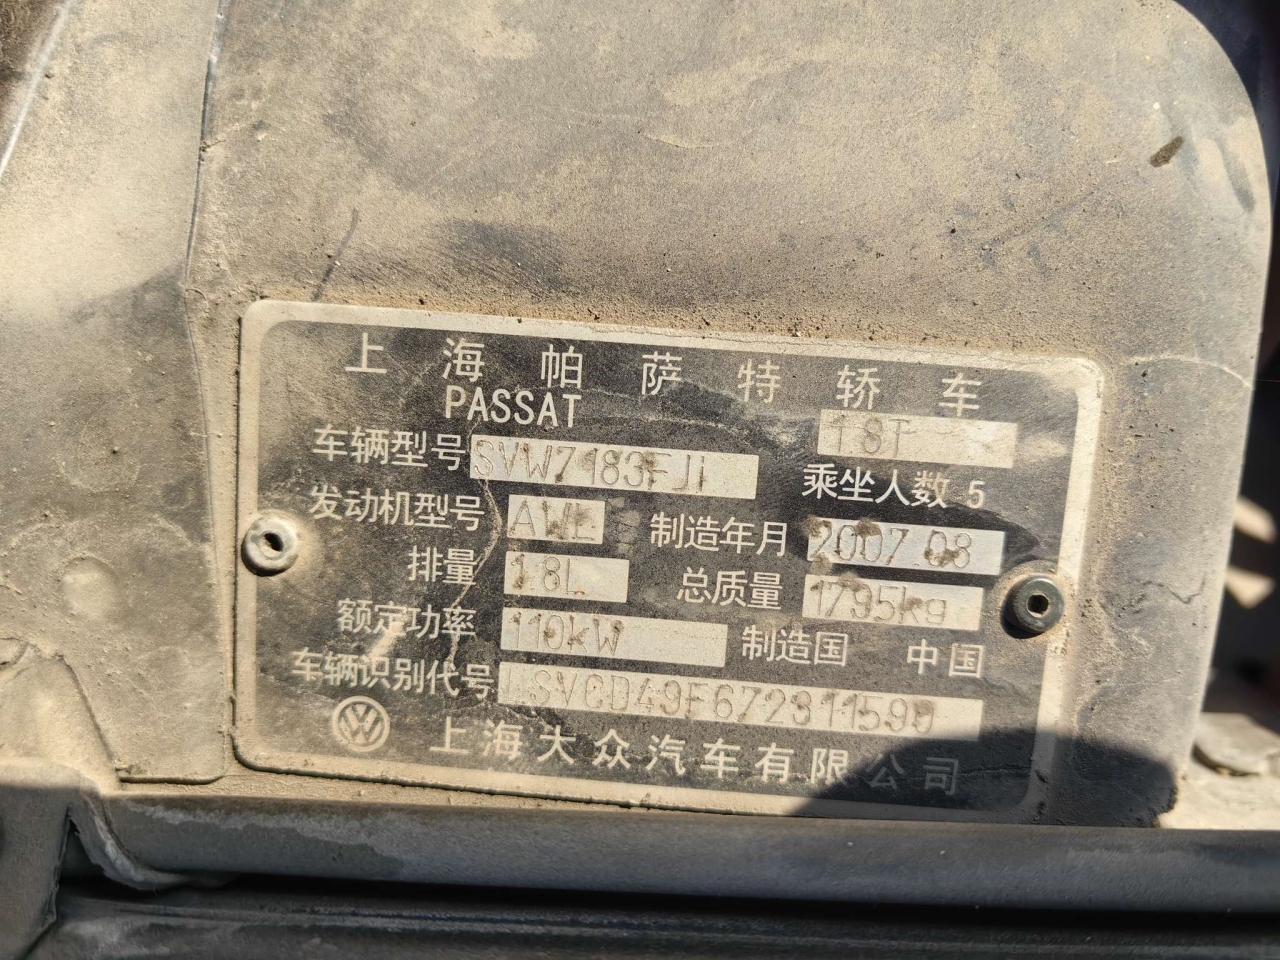 上海帕萨特轿车
PASSAT 1.8T
车辆型号 SVW7183FJI 乘坐人数 5
发动机型号 AWL 制造年月 2007.08
排量 1.8L 总质量 1795kg
额定功率 110kW 制造国 中国
车辆识别代号 LSVCD49F672311590
上海大众汽车有限公司